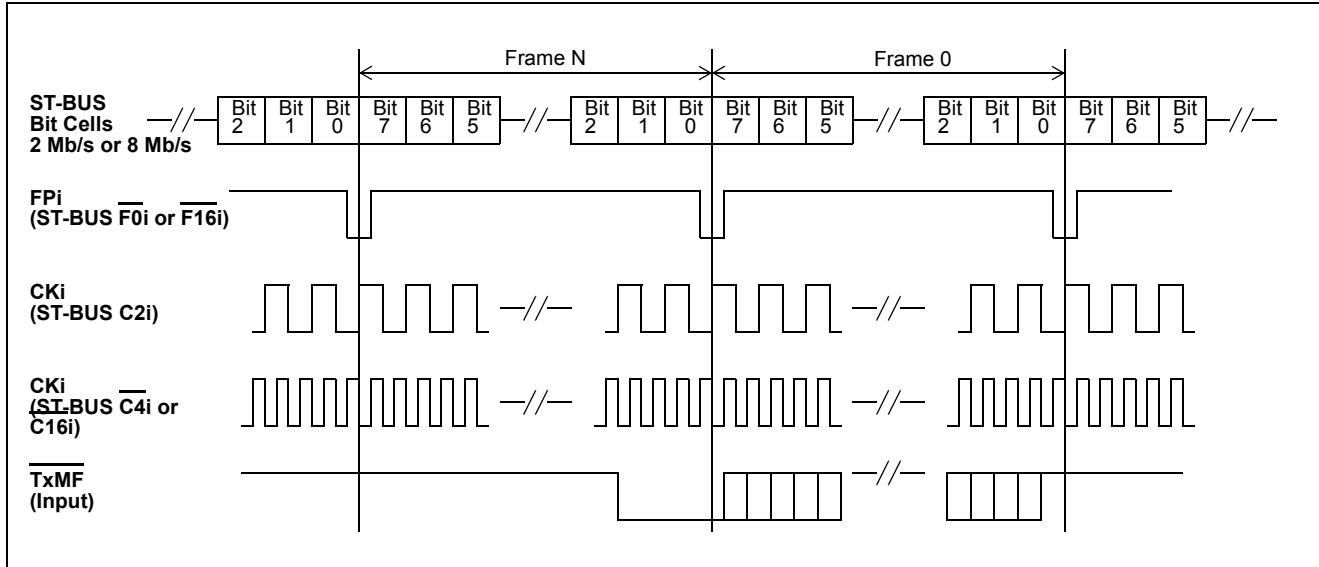 Frame N Frame 0
ST-BUS
Bit Cells
2 Mb/s or 8 Mb/s
Bit 2 Bit 1 Bit 0 Bit 7 Bit 6 Bit 5 Bit 2 Bit 1 Bit 0 Bit 7 Bit 6 Bit 5 Bit 2 Bit 1 Bit 0 Bit 7 Bit 6 Bit 5
FPi
(ST-BUS F0i or F16i)
CKi
(ST-BUS C2i)
CKi
(ST-BUS C4i or
C16i)
TxMF
(Input)